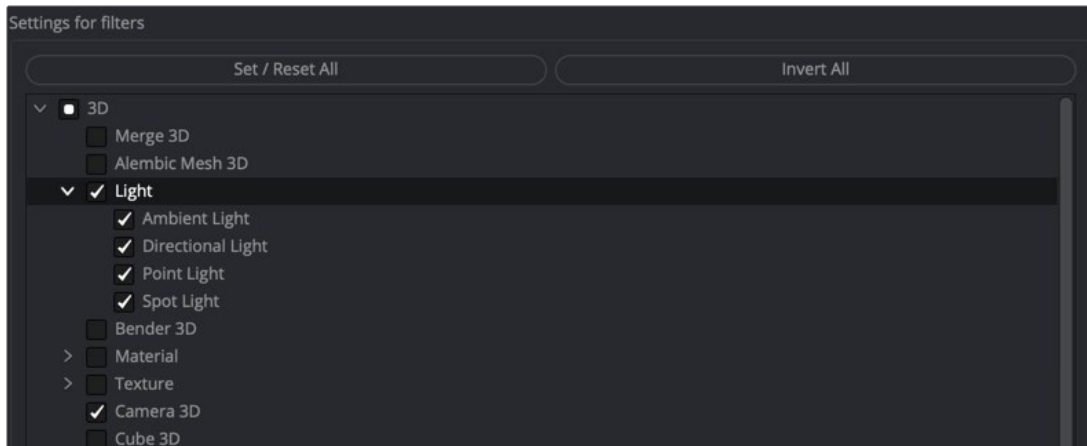 Settings for filters
Set / Reset All Invert All
3D
Merge 3D
Alembic Mesh 3D
Light
Ambient Light
Directional Light
Point Light
Spot Light
Bender 3D
Material
Texture
Camera 3D
Cube 3D